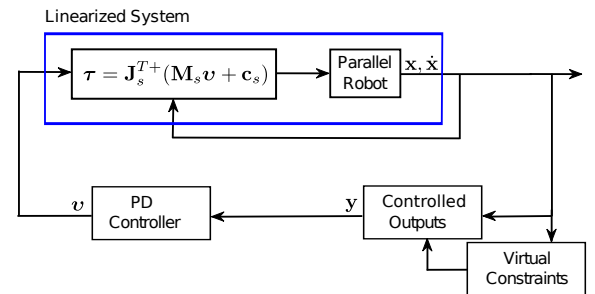 Linearized System
τ = J_s^{T+}(M_s υ + c_s)
Parallel
Robot
x, ẋ
υ
PD
Controller
y
Controlled
Outputs
Virtual
Constraints